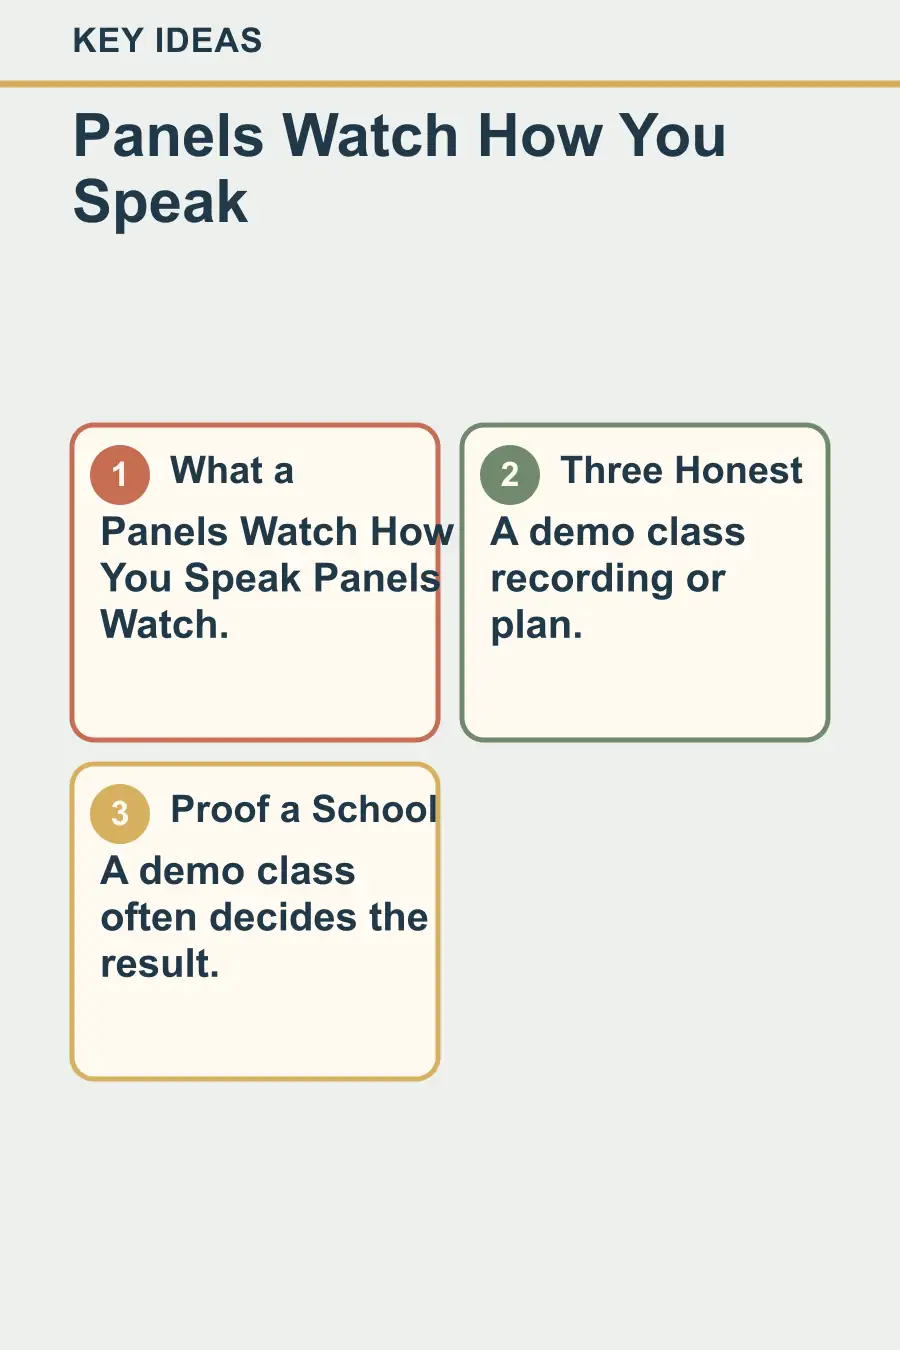 KEY IDEAS
Panels Watch How You
Speak
1 What a
Panels Watch How
You Speak Panels
Watch.
2 Three Honest
A demo class
recording or
plan.
3 Proof a School
A demo class
often decides the
result.